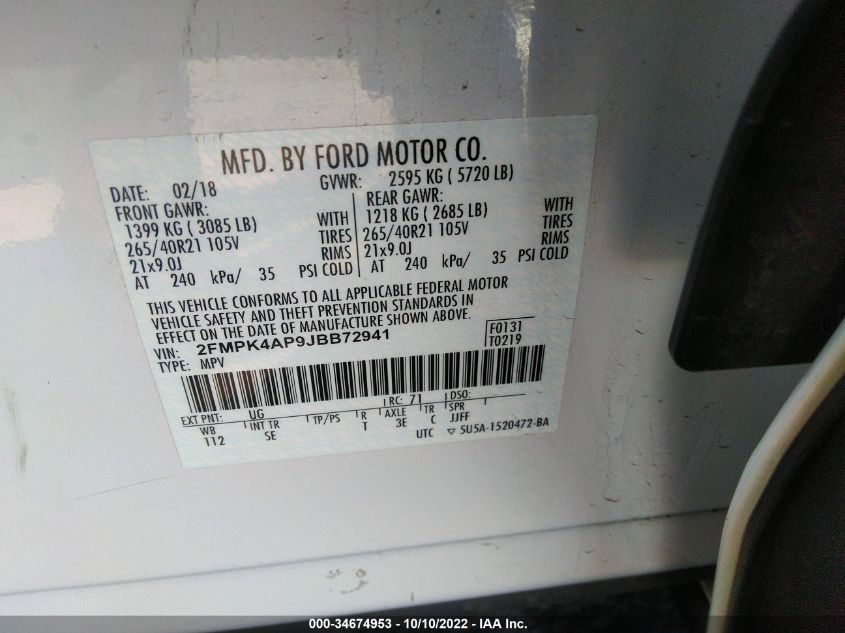 MFD. BY FORD MOTOR CO.
DATE: 02/18 GVWR: 2595 KG ( 5720 LB)
FRONT GAWR: REAR GAWR:
1399 KG ( 3085 LB) WITH 1218 KG ( 2685 LB) WITH
265/40R21 105V TIRES 265/40R21 105V TIRES
21x9.0J RIMS 21x9.0J RIMS
AT 240 kPa/ 35 PSI COLD AT 240 kPa/ 35 PSI COLD
THIS VEHICLE CONFORMS TO ALL APPLICABLE FEDERAL MOTOR
VEHICLE SAFETY AND THEFT PREVENTION STANDARDS IN
EFFECT ON THE DATE OF MANUFACTURE SHOWN ABOVE.
VIN: 2FMPK4AP9JBB72941 F0131
TYPE: MPV T0219
EXT PNT: UG RC: 71 DSO:
WB INT TR TP/PS R AXLE TR SPR
112 SE T 3E C JJFF
UTC ▽ 5U5A-1520472-BA
000-34674953 - 10/10/2022 - IAA Inc.